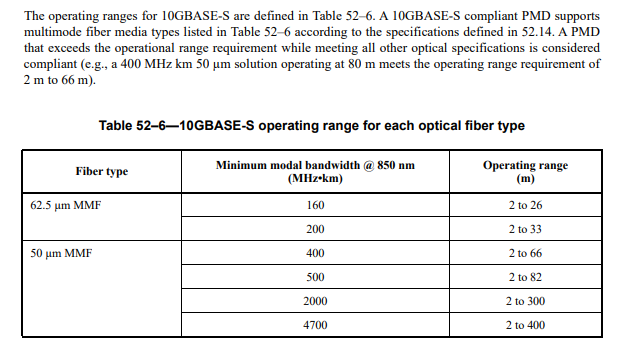 The operating ranges for 10GBASE-S are defined in Table 52–6. A 10GBASE-S compliant PMD supports
multimode fiber media types listed in Table 52–6 according to the specifications defined in 52.14. A PMD
that exceeds the operational range requirement while meeting all other optical specifications is considered
compliant (e.g., a 400 MHz km 50 μm solution operating at 80 m meets the operating range requirement of
2 m to 66 m).
Table 52–6—10GBASE-S operating range for each optical fiber type
Fiber type
Minimum modal bandwidth @ 850 nm
(MHz•km)
Operating range
(m)
62.5 μm MMF
160
2 to 26
200
2 to 33
50 μm MMF
400
2 to 66
500
2 to 82
2000
2 to 300
4700
2 to 400